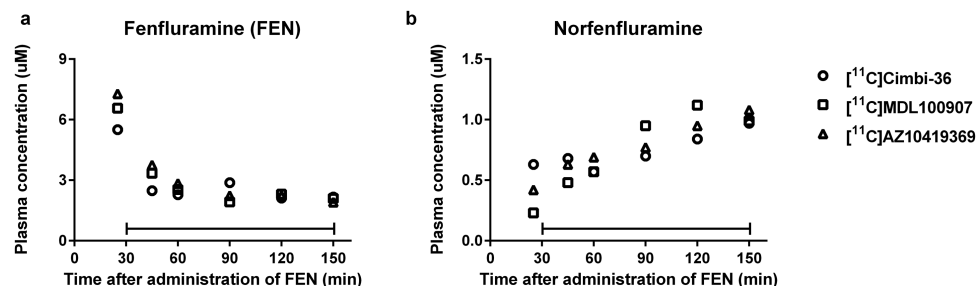 a
Fenfluramine (FEN)
Plasma concentration (uM)
9
6
3
0
0 30 60 90 120 150
Time after administration of FEN (min)
b
Norfenfluramine
Plasma concentration (uM)
1.5
1.0
0.5
0.0
0 30 60 90 120 150
Time after administration of FEN (min)
[¹¹C]Cimbi-36
[¹¹C]MDL100907
[¹¹C]AZ10419369